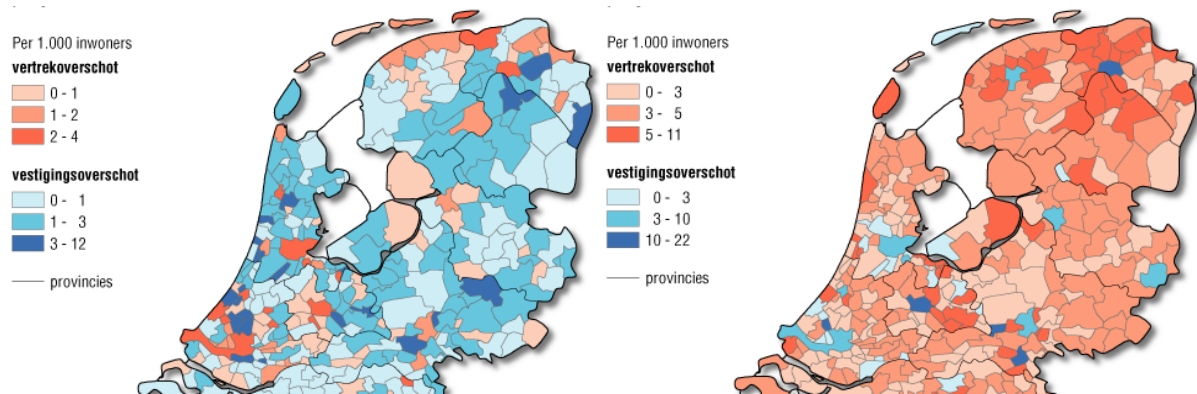 Per 1.000 inwoners
vertrekoverschot
0 - 1
1 - 2
2 - 4
vestigingsoverschot
0 - 1
1 - 3
3 - 12
provincies
Per 1.000 inwoners
vertrekoverschot
0 - 3
3 - 5
5 - 11
vestigingsoverschot
0 - 3
3 - 10
10 - 22
provincies